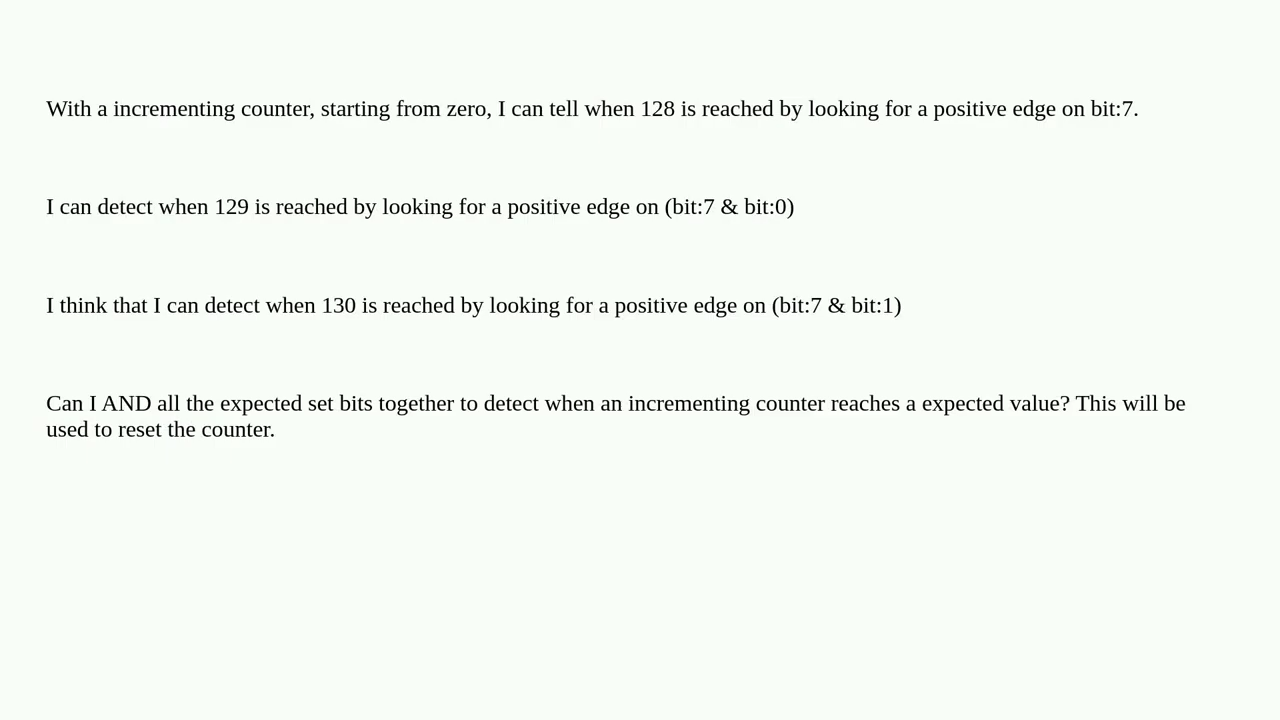 With a incrementing counter, starting from zero, I can tell when 128 is reached by looking for a positive edge on bit:7.
I can detect when 129 is reached by looking for a positive edge on (bit:7 & bit:0)
I think that I can detect when 130 is reached by looking for a positive edge on (bit:7 & bit:1)
Can I AND all the expected set bits together to detect when an incrementing counter reaches a expected value? This will be
used to reset the counter.